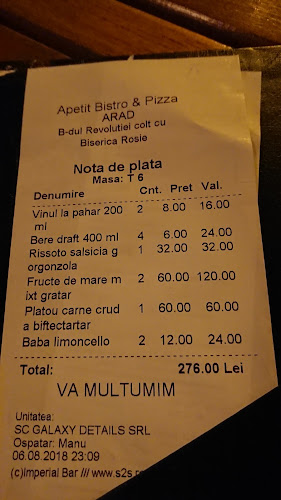 Apetit Bistro & Pizza
ARAD
B-dul Revolutiei colt cu
Biserica Rosie
Nota de plata
Masa: T 6
Denumire Cnt. Pret Val.
Vinul la pahar 200 2 8.00 16.00
ml
Bere draft 400 ml 4 6.00 24.00
Rissoto salsicia g 1 32.00 32.00
orgonzola
Fructe de mare m 2 60.00 120.00
ixt gratar
Platou carne crud 1 60.00 60.00
a biftectartar
Baba limoncello 2 12.00 24.00
Total: 276.00 Lei
VA MULTUMIM
Unitatea:
SC GALAXY DETAILS SRL
Ospatar: Manu
06.08.2018 23:09
(c)Imperial Bar /// www.s2s.r